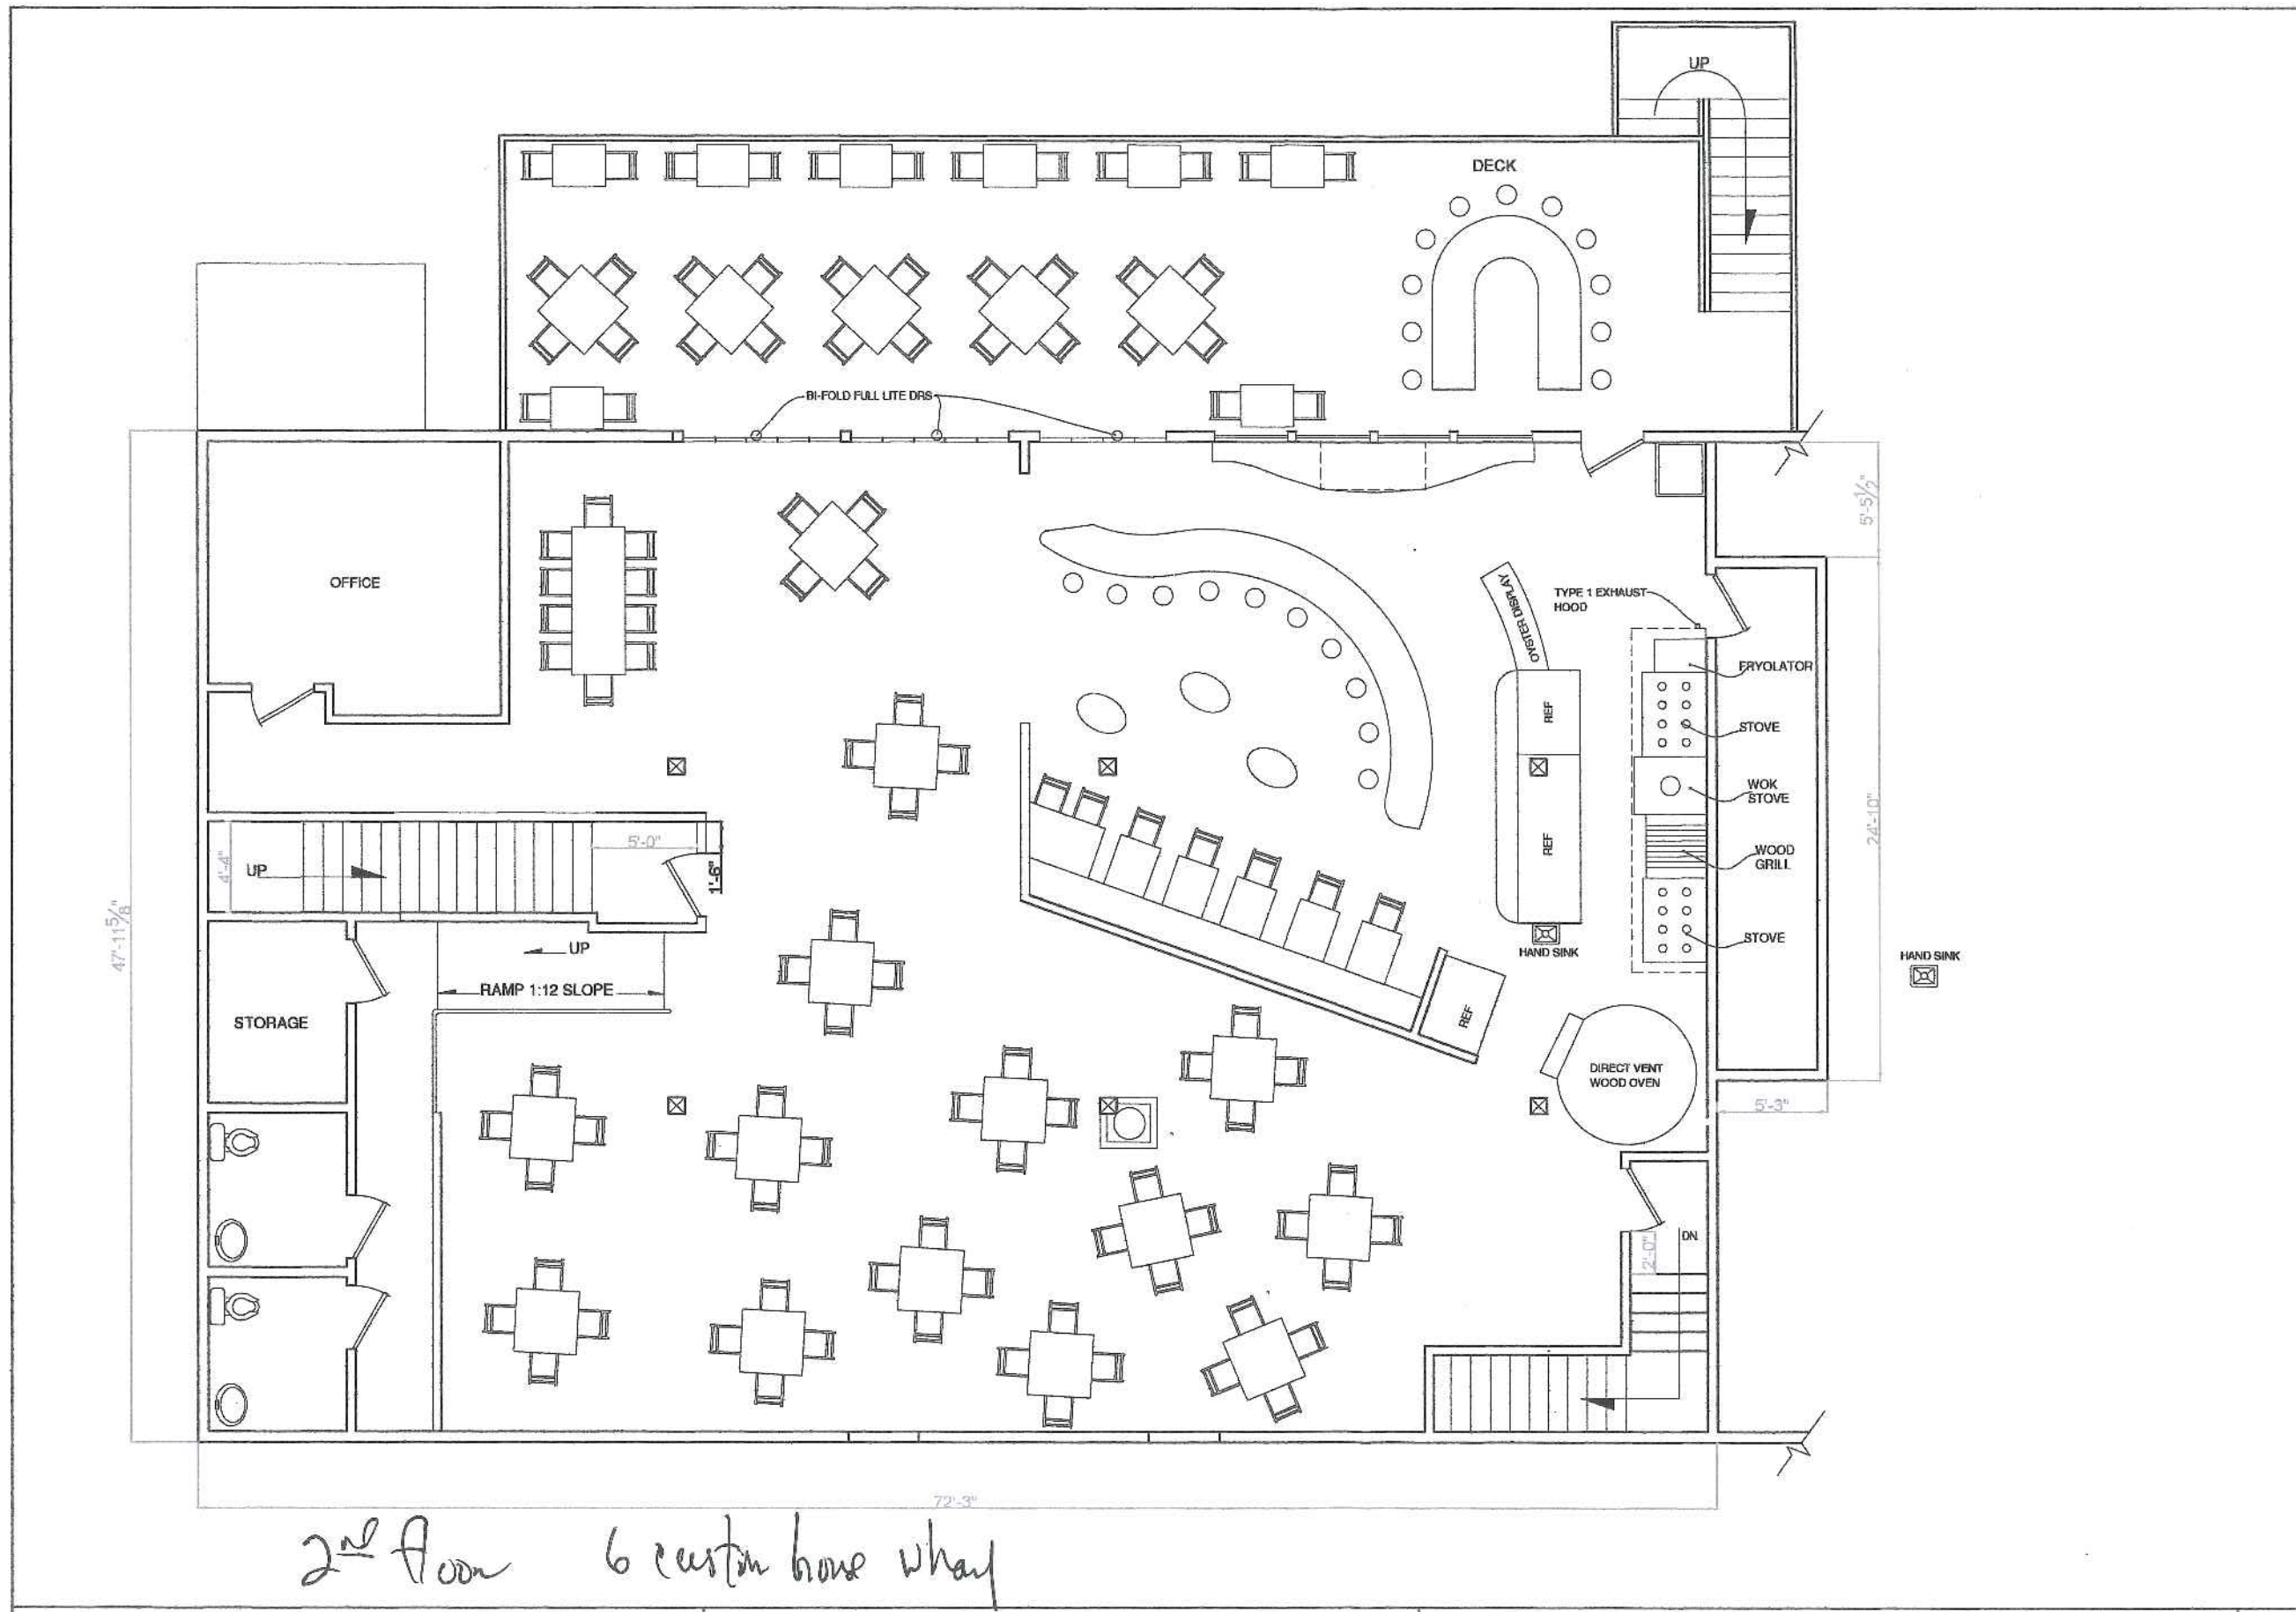 UP
DECK
BI-FOLD FULL LITE DRS
5'-5 1/2"
OFFICE
OYSTER DISPLAY
TYPE 1 EXHAUST
HOOD
FRYOLATOR
REF
STOVE
WOK
STOVE
24'-10"
5'-0"
4'-4"
UP
1'-6"
REF
WOOD
GRILL
47'-11 5/8"
UP
STOVE
HAND SINK
HAND SINK
RAMP 1:12 SLOPE
STORAGE
REF
DIRECT VENT
WOOD OVEN
5'-3"
DN
2'-0"
72'-3"
2nd floor 6 custom house wharf